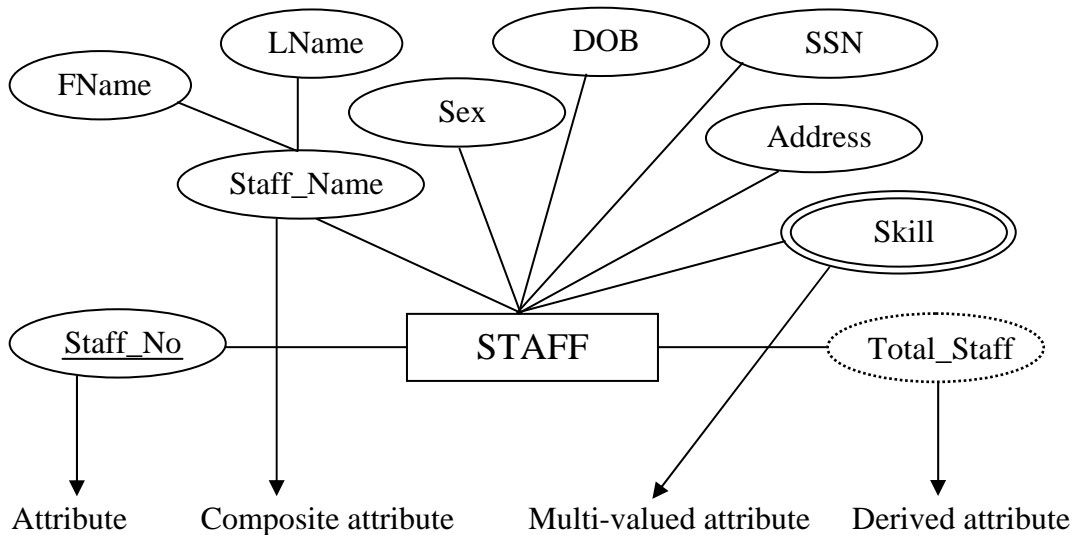 LName
DOB
SSN
FName
Sex
Address
Staff_Name
Skill
Staff_No
STAFF
Total_Staff
Attribute
Composite attribute
Multi-valued attribute
Derived attribute